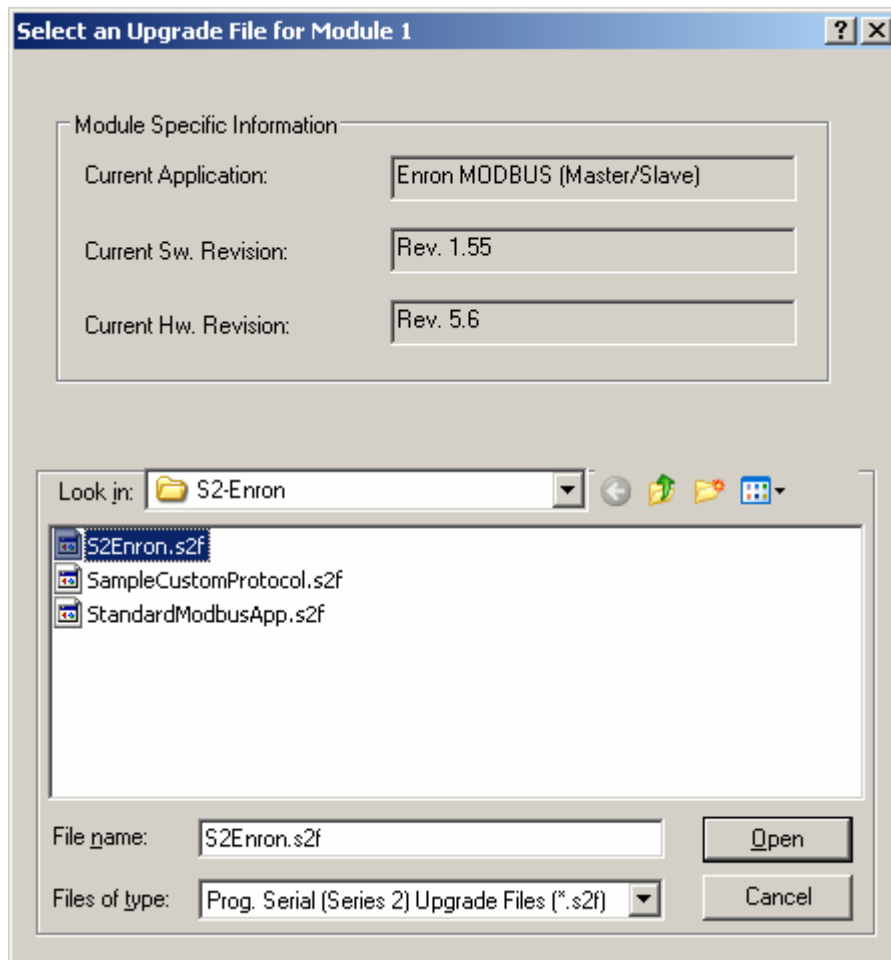 Select an Upgrade File for Module 1
Module Specific Information
Current Application: Enron MODBUS (Master/Slave)
Current Sw. Revision: Rev. 1.55
Current Hw. Revision: Rev. 5.6
Look in: S2-Enron
S2Enron.s2f
SampleCustomProtocol.s2f
StandardModbusApp.s2f
File name: S2Enron.s2f Open
Files of type: Prog. Serial (Series 2) Upgrade Files (*.s2f) Cancel